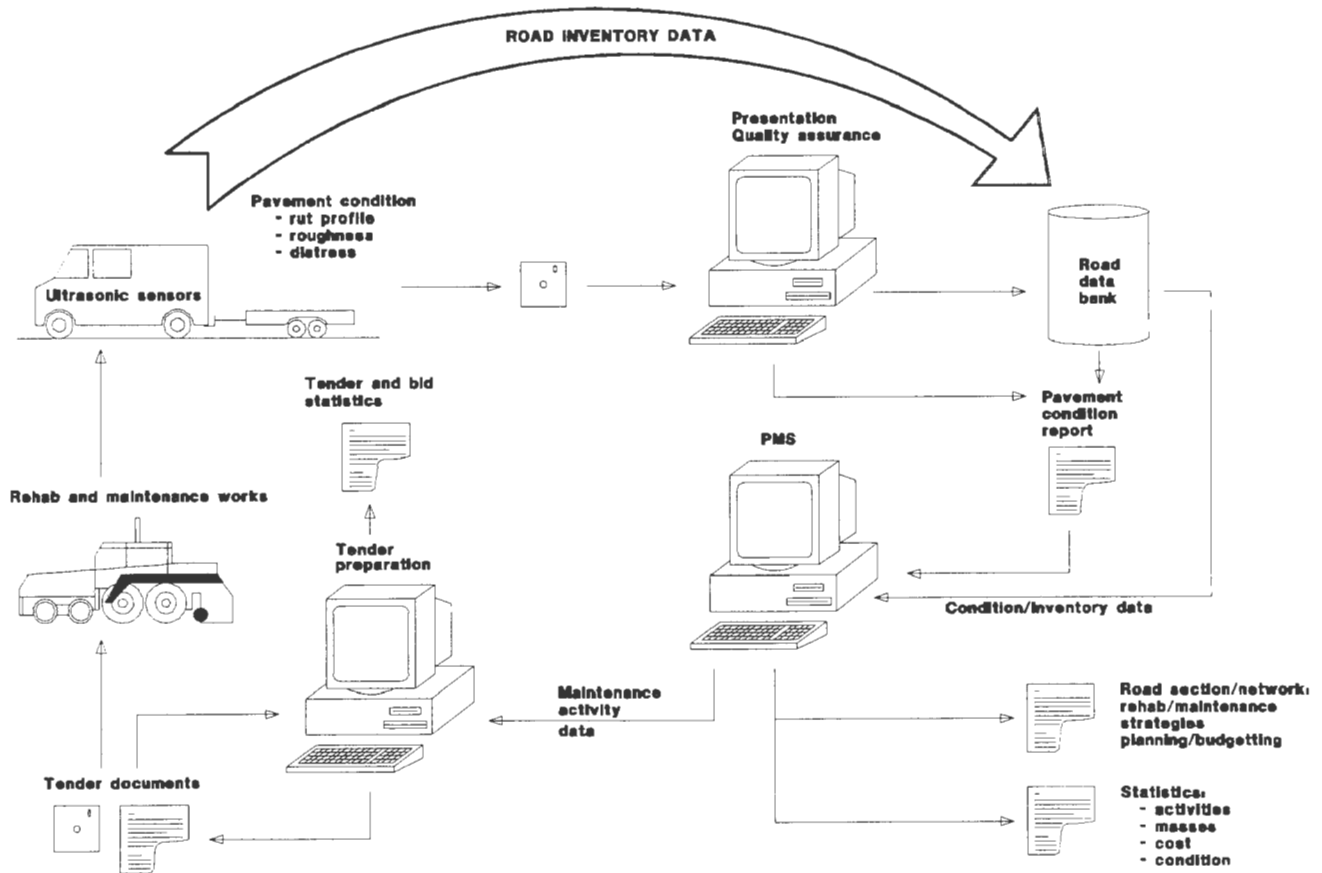 ROAD INVENTORY DATA
Presentation
Quality assurance
Pavement condition
- rut profile
- roughness
- distress
Ultrasonic sensors
Road
data
bank
Tender and bid
statistics
Pavement
condition
report
PMS
Rehab and maintenance works
Tender
preparation
Condition/inventory data
Maintenance
activity
data
Road section/network:
rehab/maintenance
strategies
planning/budgetting
Tender documents
Statistics:
- activities
- masses
- cost
- condition